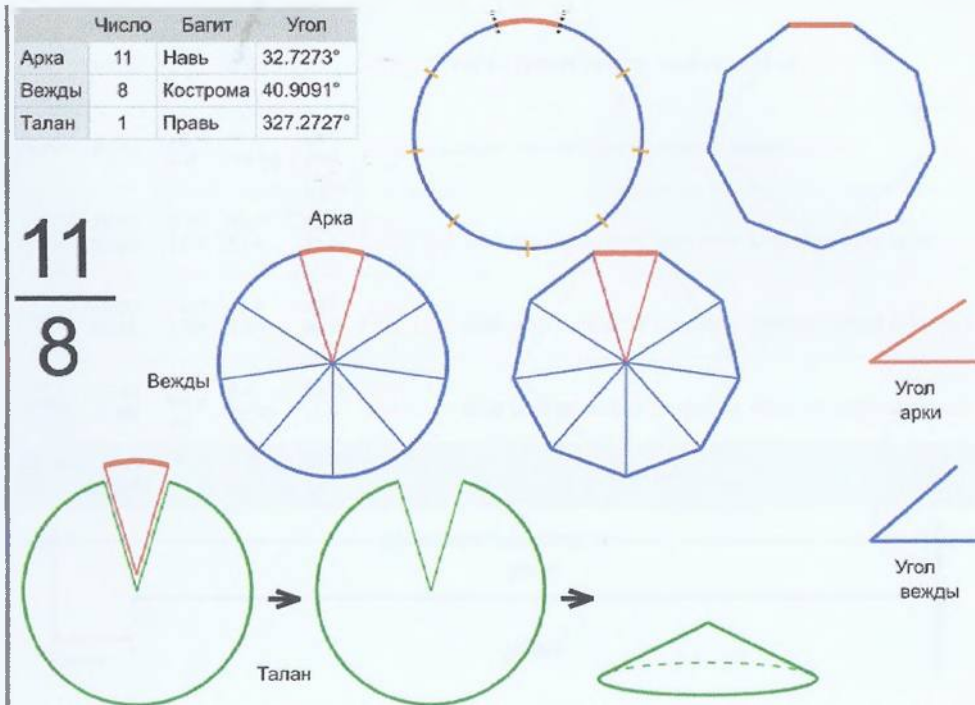 Число Багит Угол
Арка 11 Навь 32.7273°
Вежды 8 Кострома 40.9091°
Талан 1 Правь 327.2727°
11
8
Арка
Вежды
Угол
арки
Угол
вежды
Талан